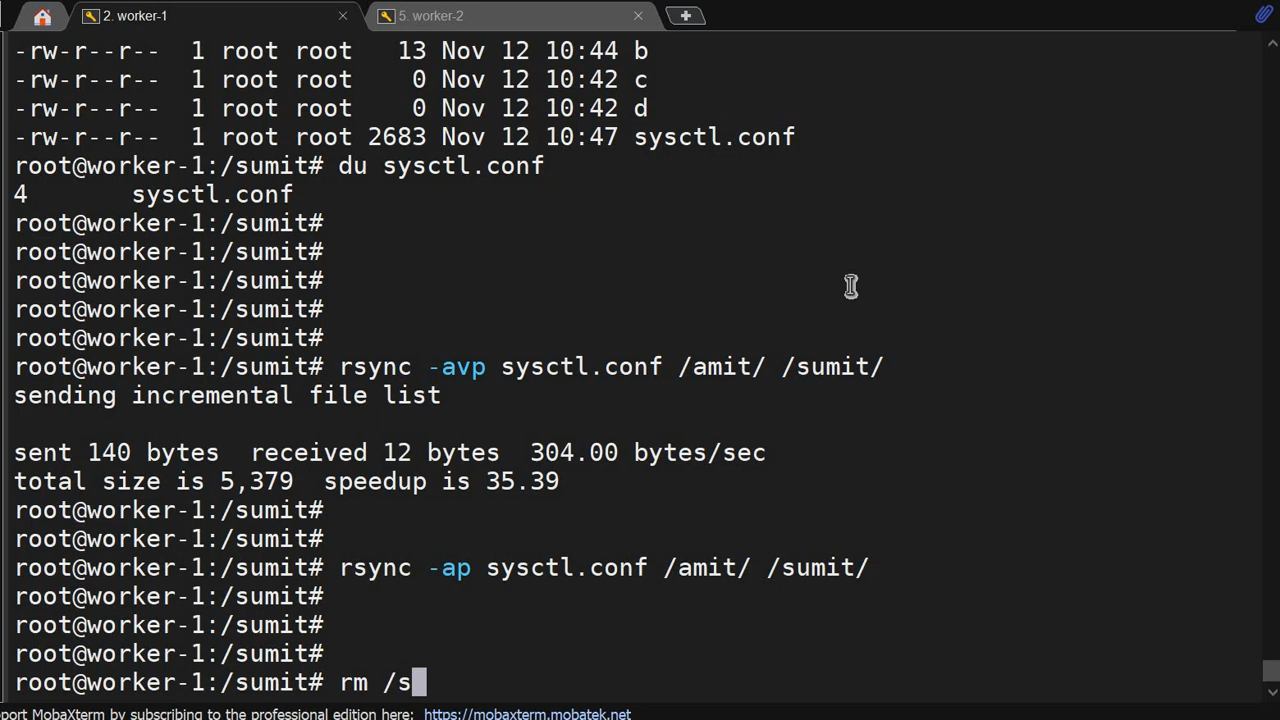 2. worker-1
5. worker-2
-rw-r--r-- 1 root root 13 Nov 12 10:44 b
-rw-r--r-- 1 root root 0 Nov 12 10:42 c
-rw-r--r-- 1 root root 0 Nov 12 10:42 d
-rw-r--r-- 1 root root 2683 Nov 12 10:47 sysctl.conf
root@worker-1:/sumit# du sysctl.conf
4 sysctl.conf
root@worker-1:/sumit#
root@worker-1:/sumit#
root@worker-1:/sumit#
root@worker-1:/sumit#
root@worker-1:/sumit#
root@worker-1:/sumit# rsync -avp sysctl.conf /amit/ /sumit/
sending incremental file list
sent 140 bytes received 12 bytes 304.00 bytes/sec
total size is 5,379 speedup is 35.39
root@worker-1:/sumit#
root@worker-1:/sumit#
root@worker-1:/sumit# rsync -ap sysctl.conf /amit/ /sumit/
root@worker-1:/sumit#
root@worker-1:/sumit#
root@worker-1:/sumit#
root@worker-1:/sumit# rm /s
port MobaXterm by subscribing to the professional edition here: https://mobaxterm.mobatek.net